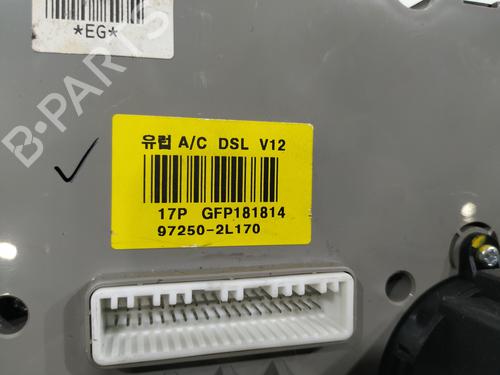 *EG*
B-PARTS
유럽 A/C DSL V12
17P GFP181814
97250-2L170